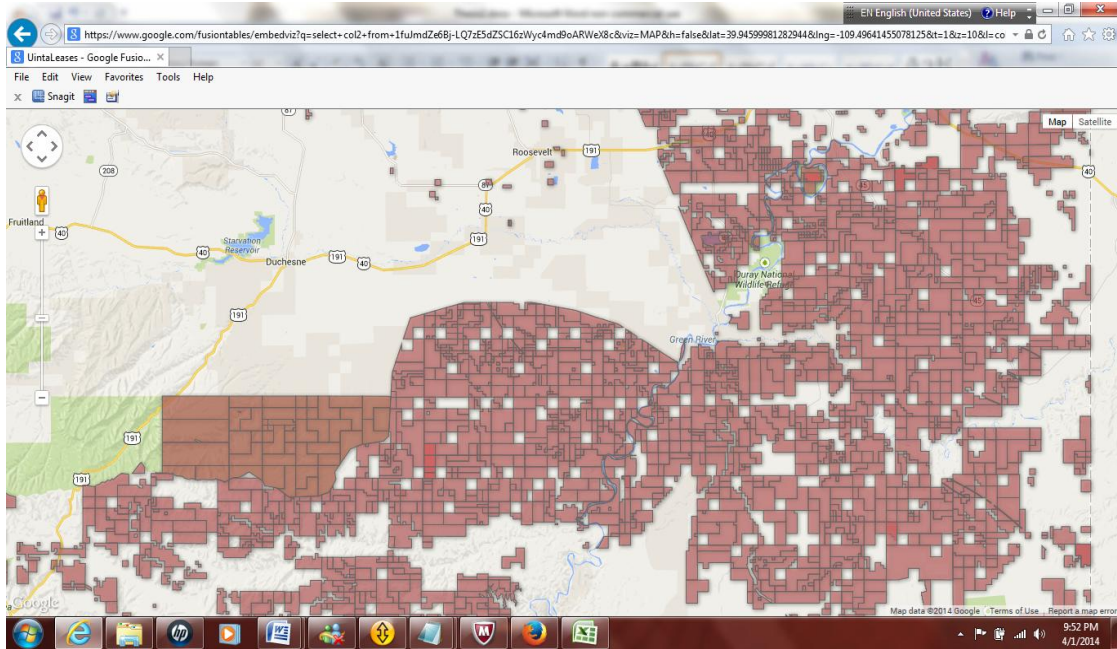 EN English (United States) Help
https://www.google.com/fusiontables/embedviz?q=select+col2+from+1fuJmdZe6Bj-LQ7zE5dZSC16zWyc4md9oARWeX8c&viz=MAP&h=false&lat=39.94599981282944&lng=-109.49641455078125&t=1&z=10&l=co
UintaLeases - Google Fusio...
File Edit View Favorites Tools Help
x Snagit
Map Satellite
87
Roosevelt
191
40
208
45
87
Fruitland
40
40
Starvation
Reservoir
40
191
Duchesne
191
40
Ouray National
Wildlife Refug
45
191
Green River
191
191
Google
Map data ©2014 Google Terms of Use Report a map error
9:52 PM
4/1/2014